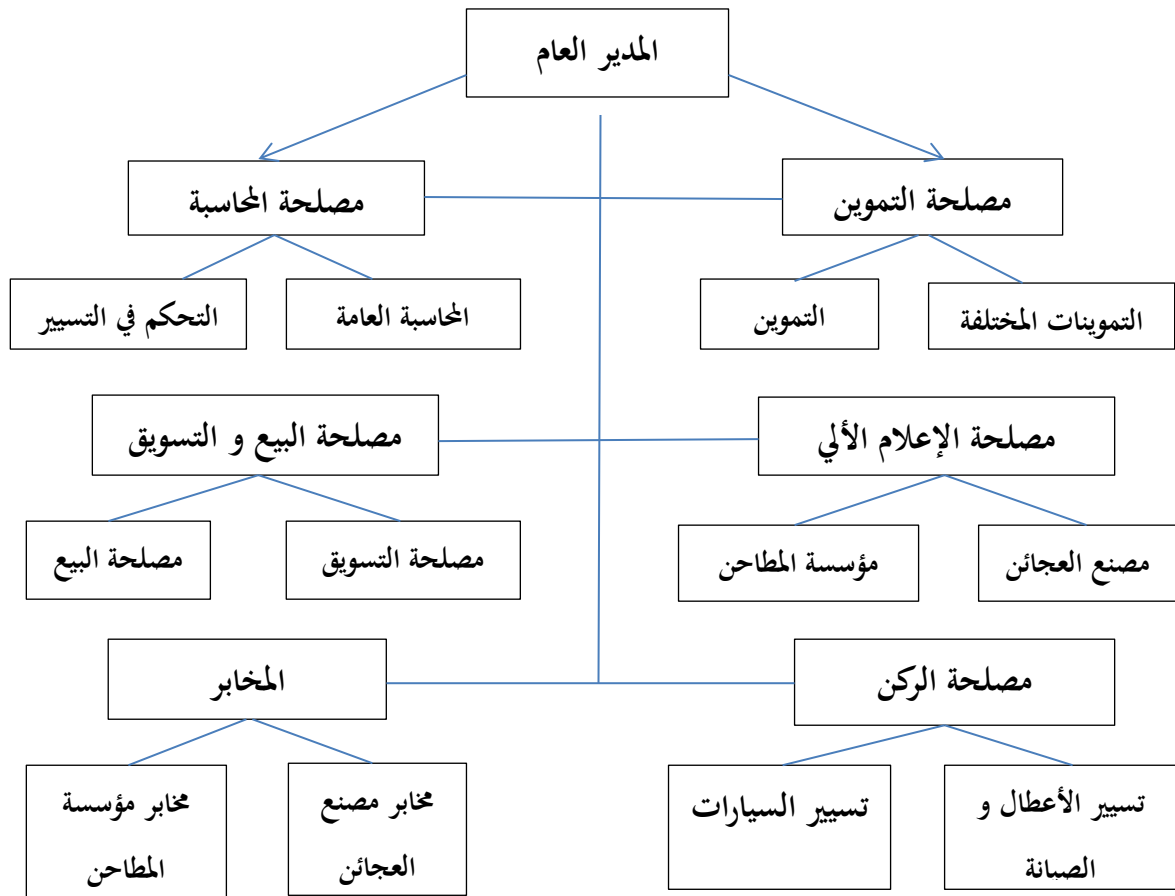 المدير العام
مصلحة التموين
مصلحة المحاسبة
التموينات المختلفة
التموين
المحاسبة العامة
التحكم في التسيير
مصلحة الإعلام الألي
مصلحة البيع و التسويق
مصنع العجائن
مؤسسة المطاحن
مصلحة التسويق
مصلحة البيع
مصلحة الركن
المخابر
تسيير الأعطال و
الصيانة
تسيير السيارات
مخابر مصنع
العجائن
مخابر مؤسسة
المطاحن